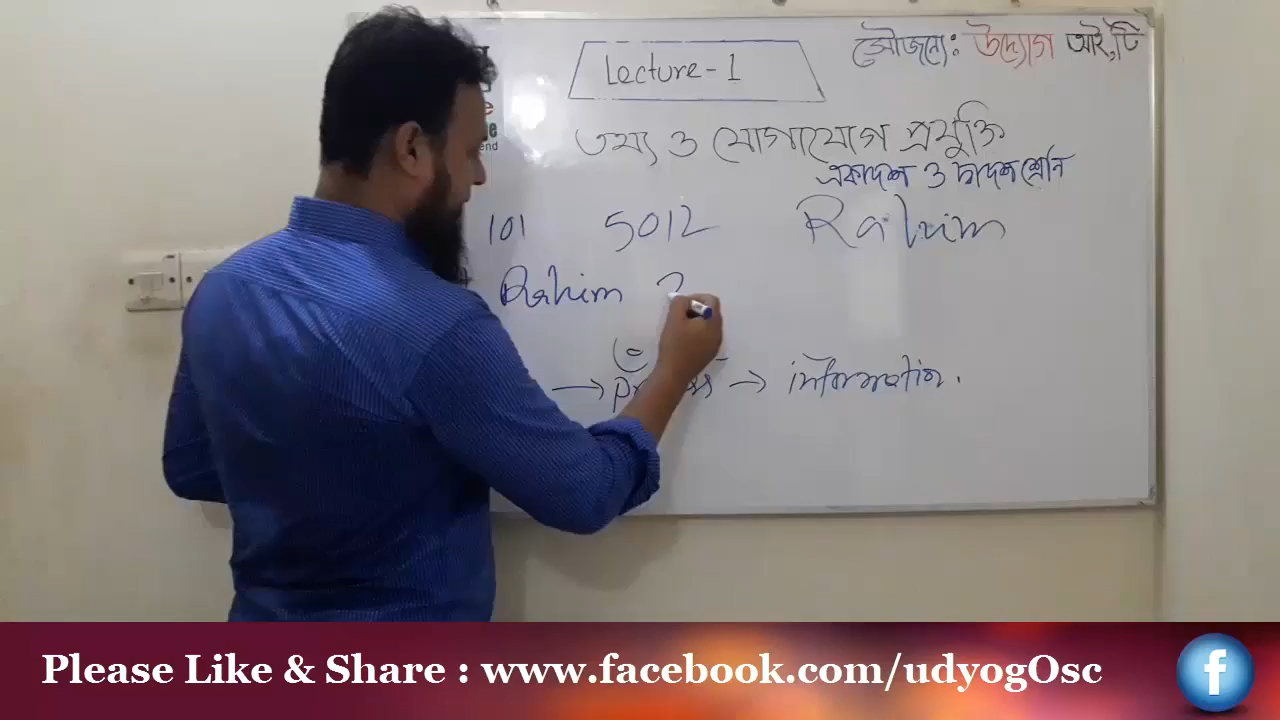 Lecture-1
সৌজন্যে: উদ্যোগ আই,টি
e
end
তথ্য ও যোগাযোগ প্রযুক্তি
একাদশ ও দ্বাদশ শ্রেনি
101 5012 Rahim
Rahim 2
→ → information.
Please Like & Share : www.facebook.com/udyogOsc
f